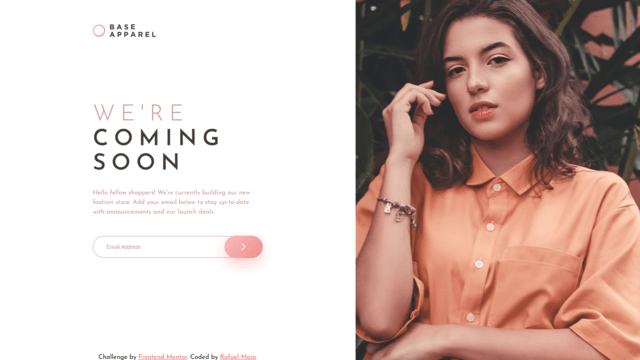 BASE
APPAREL
WE'RE
COMING
SOON
Hello fellow shoppers! We're currently building our new
fashion store. Add your email below to stay up-to-date
with announcements and our launch deals.
Email Address
Challenge by Frontend Mentor. Coded by Rafael Maia.